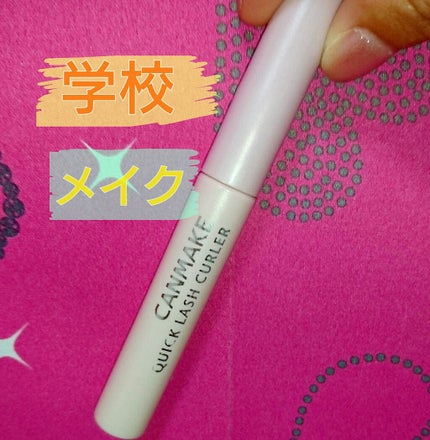 学校
メイク
CANMAKE
QUICK LASH CURLER